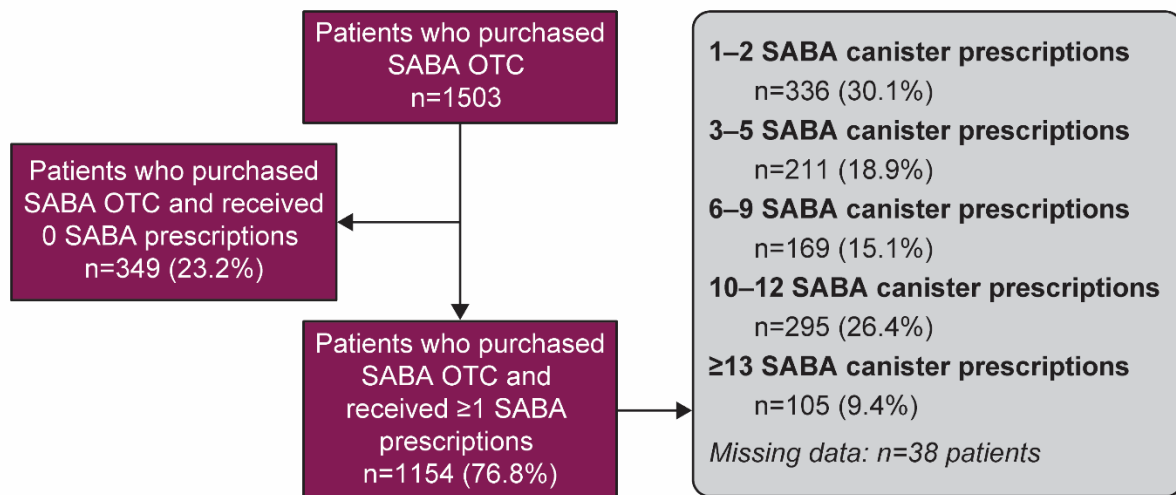 Patients who purchased
SABA OTC
n=1503
Patients who purchased
SABA OTC and received
0 SABA prescriptions
n=349 (23.2%)
Patients who purchased
SABA OTC and
received ≥1 SABA
prescriptions
n=1154 (76.8%)
1–2 SABA canister prescriptions
n=336 (30.1%)
3–5 SABA canister prescriptions
n=211 (18.9%)
6–9 SABA canister prescriptions
n=169 (15.1%)
10–12 SABA canister prescriptions
n=295 (26.4%)
≥13 SABA canister prescriptions
n=105 (9.4%)
Missing data: n=38 patients